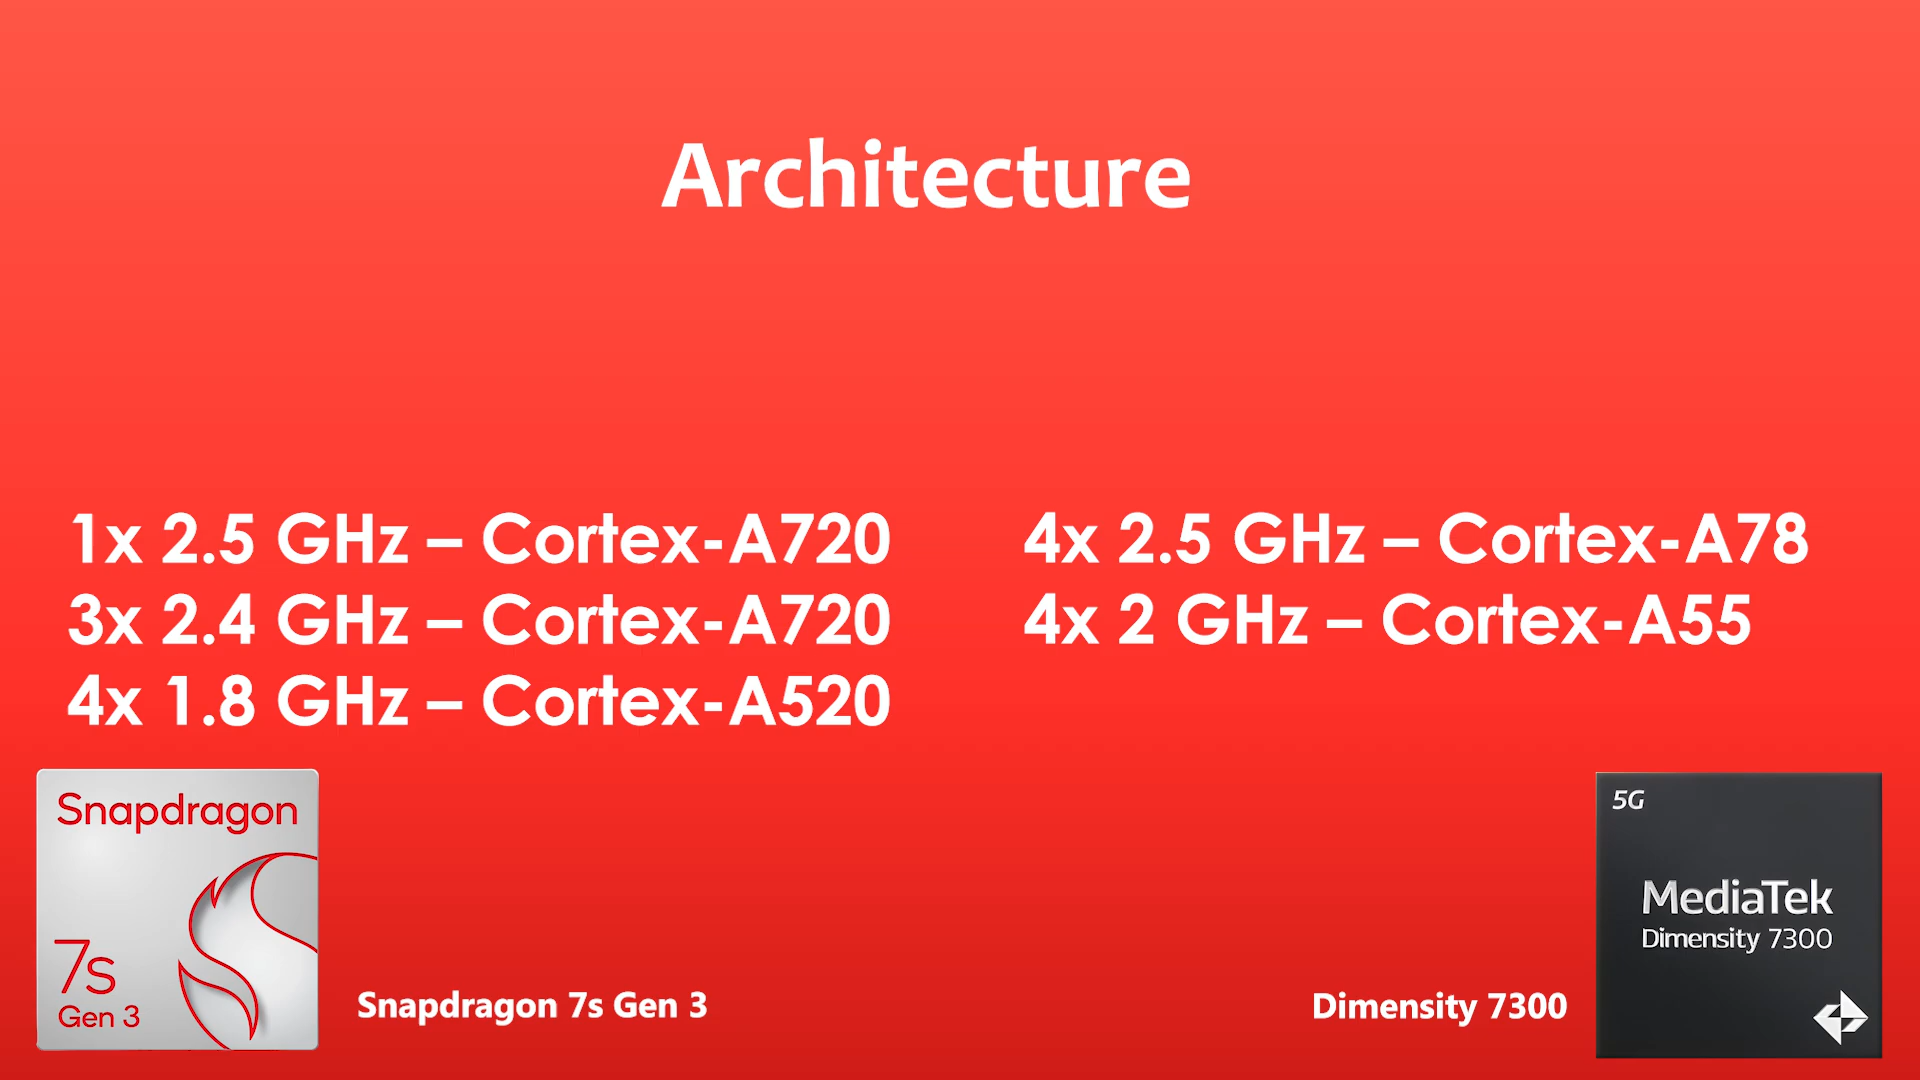 Architecture
1x 2.5 GHz – Cortex-A720
3x 2.4 GHz – Cortex-A720
4x 1.8 GHz – Cortex-A520
4x 2.5 GHz – Cortex-A78
4x 2 GHz – Cortex-A55
Snapdragon
7s
Gen 3
Snapdragon 7s Gen 3
Dimensity 7300
5G
MediaTek
Dimensity 7300